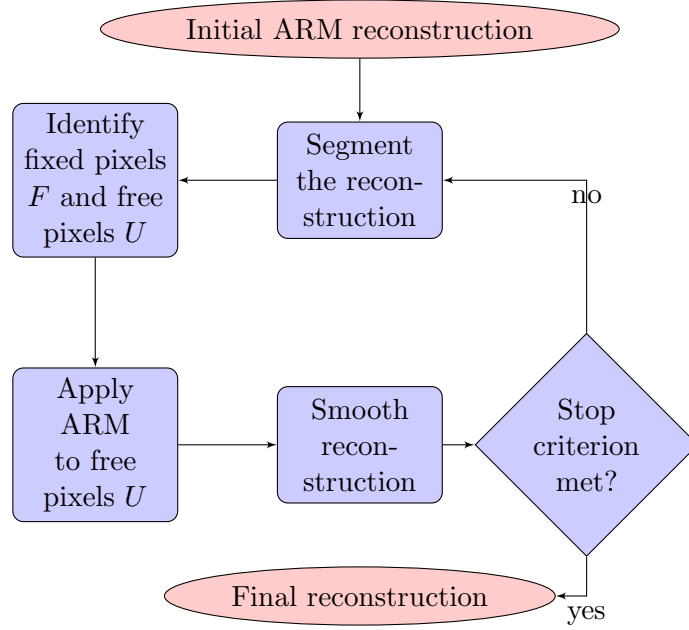 Initial ARM reconstruction
Segment
the recon-
struction
Identify
fixed pixels
F and free
pixels U
Apply
ARM
to free
pixels U
Smooth
recon-
struction
Stop
criterion
met?
no
yes
Final reconstruction